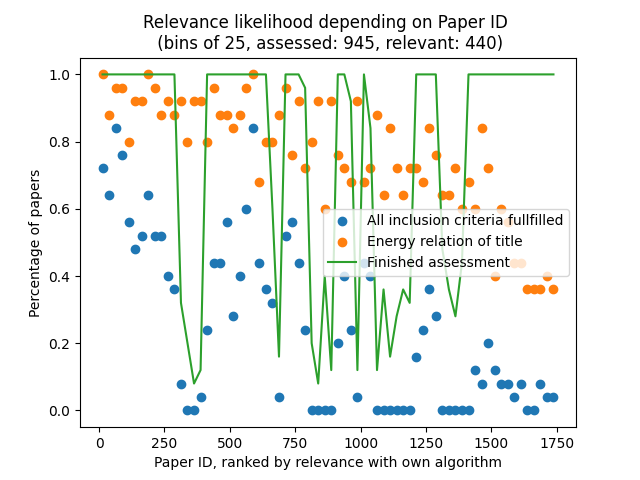 Relevance likelihood depending on Paper ID
(bins of 25, assessed: 945, relevant: 440)
1.0
0.8
0.6
0.4
0.2
0.0
Percentage of papers
All inclusion criteria fullfilled
Energy relation of title
Finished assessment
0 250 500 750 1000 1250 1500 1750
Paper ID, ranked by relevance with own algorithm